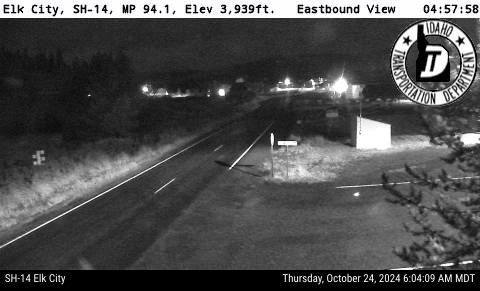 Elk City, SH-14, MP 94.1, Elev 3,939ft.   Eastbound View   04:57:58
IDAHO
TRANSPORTATION DEPARTMENT
SH-14 Elk City
Thursday, October 24, 2024 6:04:09 AM MDT